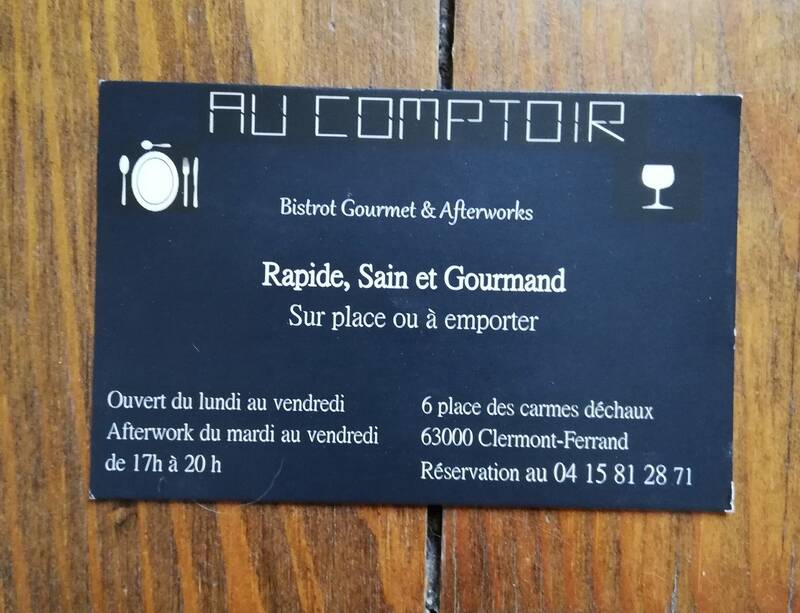 AU COMPTOIR
Bistrot Gourmet & Afterworks
Rapide, Sain et Gourmand
Sur place ou à emporter
Ouvert du lundi au vendredi
Afterwork du mardi au vendredi
de 17h à 20 h
6 place des carmes déchaux
63000 Clermont-Ferrand
Réservation au 04 15 81 28 71